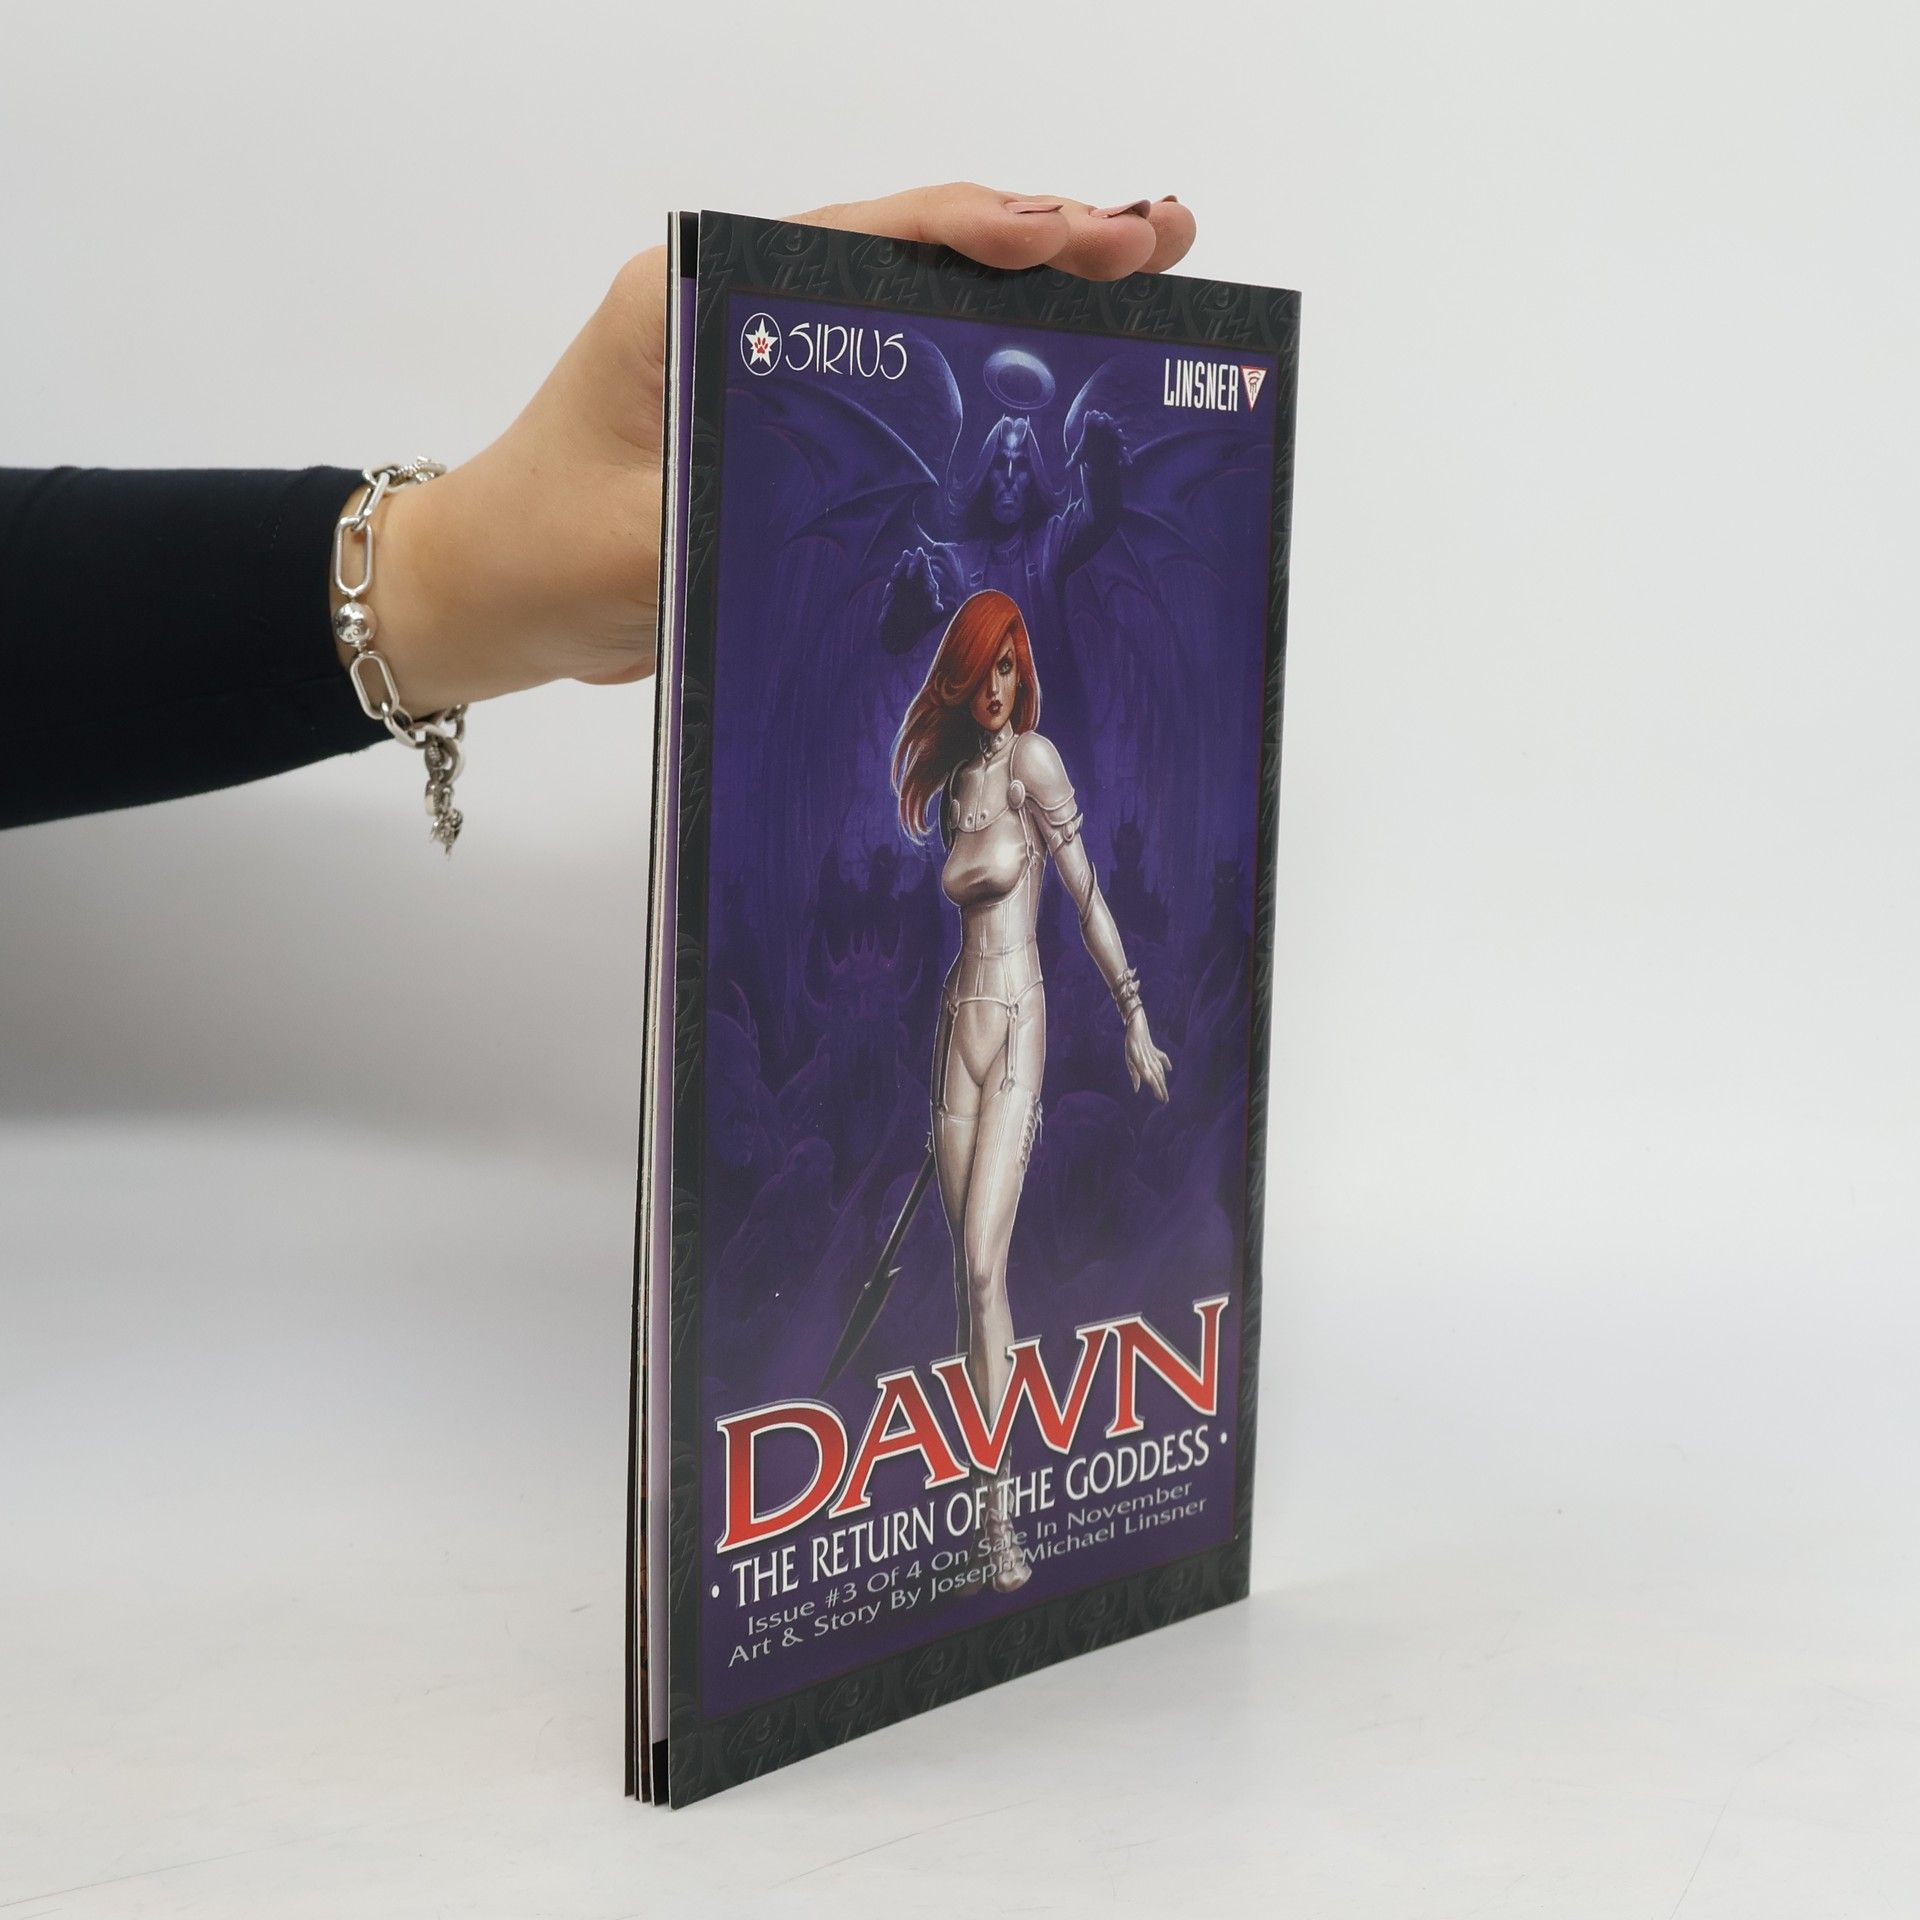 SIRIUS
LINSNER
DAWN
• THE RETURN OF THE GODDESS •
Issue #3 Of 4 On Sale In November
Art & Story By Joseph Michael Linsner